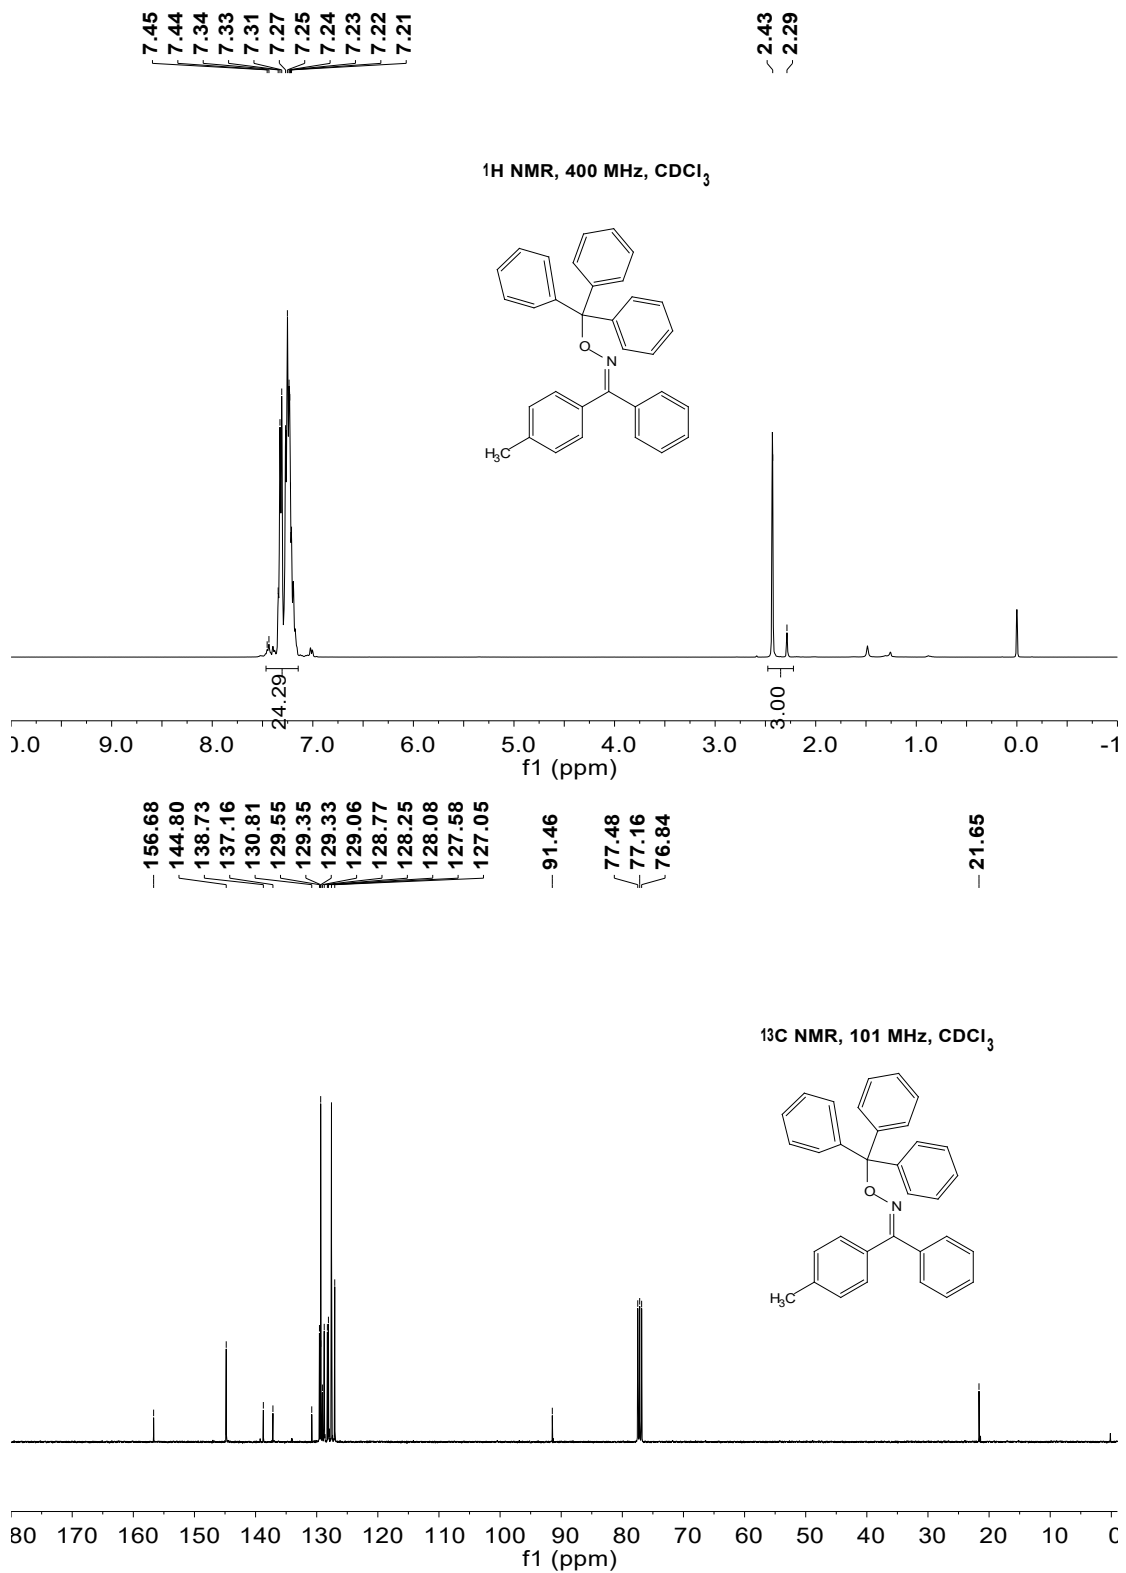 7.45
7.44
7.34
7.33
7.31
7.27
7.25
7.24
7.23
7.22
7.21
2.43
2.29
1H NMR, 400 MHz, CDCl3
O
N
H3C
24.29
3.00
0.0 9.0 8.0 7.0 6.0 5.0 4.0 3.0 2.0 1.0 0.0 -1
f1 (ppm)
156.68
144.80
138.73
137.16
130.81
129.55
129.35
129.33
129.06
128.77
128.25
128.08
127.58
127.05
91.46
77.48
77.16
76.84
21.65
13C NMR, 101 MHz, CDCl3
O
N
H3C
80 170 160 150 140 130 120 110 100 90 80 70 60 50 40 30 20 10 0
f1 (ppm)